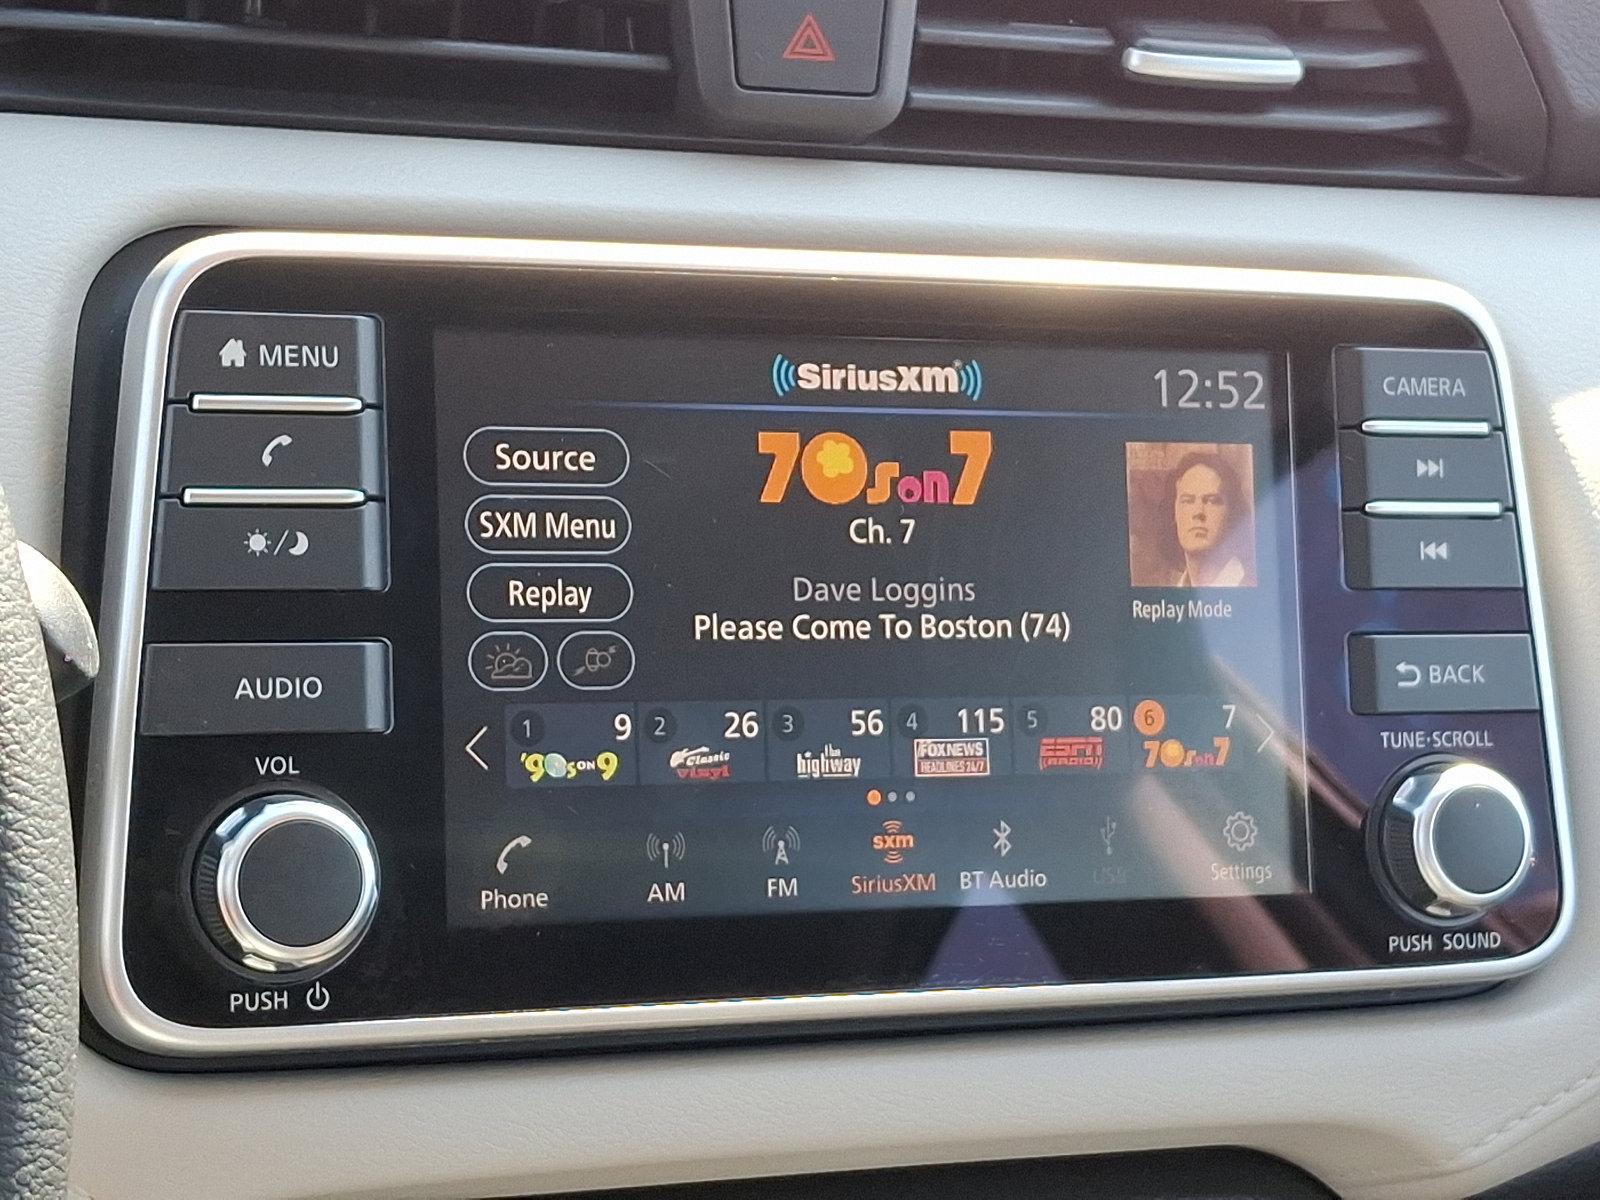 MENU
AUDIO
VOL
PUSH
SiriusXM
12:52
Source
SXM Menu
Replay
70s on 7
Ch. 7
Dave Loggins
Please Come To Boston (74)
Replay Mode
1 9 2 26 3 56 4 115 5 80 6 7
'90s ON 9
Classic Vinyl
the highway
FOX NEWS
HEADLINES 24/7
ESPN
RADIO
70s on 7
Phone
AM
FM
sxm
SiriusXM
BT Audio
USB
Settings
CAMERA
BACK
TUNE·SCROLL
PUSH SOUND